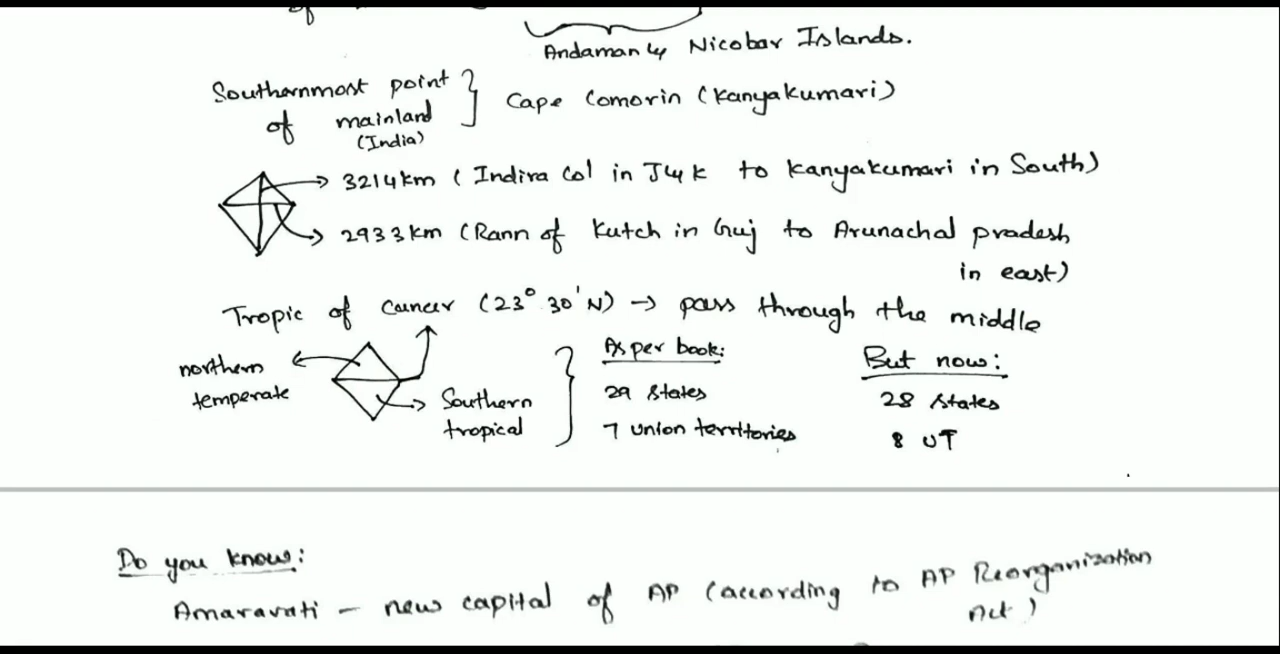 of
Andaman & Nicobar Islands.
Southernmost point
of mainland
(India)
} Cape Comorin (Kanyakumari)
→ 3214km ( Indira Col in J&K to Kanyakumari in South)
→ 2933km (Rann of Kutch in Guj to Arunachal pradesh
in east)
Tropic of Cancer (23° 30' N) → pass through the middle
northern
temperate
Southern
tropical
As per book:
29 states
7 union territories
But now:
28 states
8 UT
Do you know:
Amaravati – new capital of AP (according to AP Reorganization
Act)